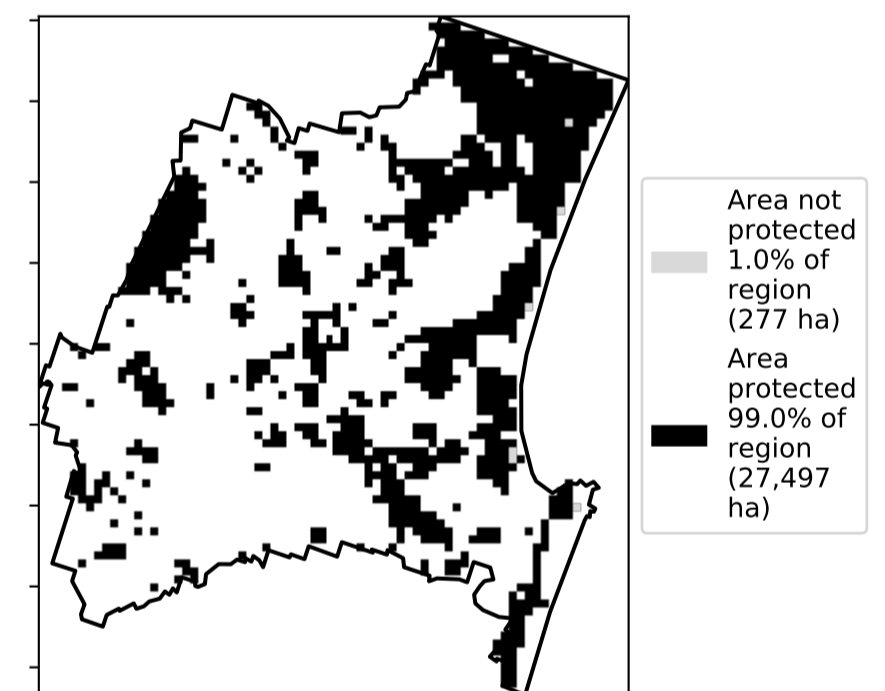 Area not
protected
1.0% of
region
(277 ha)
Area
protected
99.0% of
region
(27,497
ha)